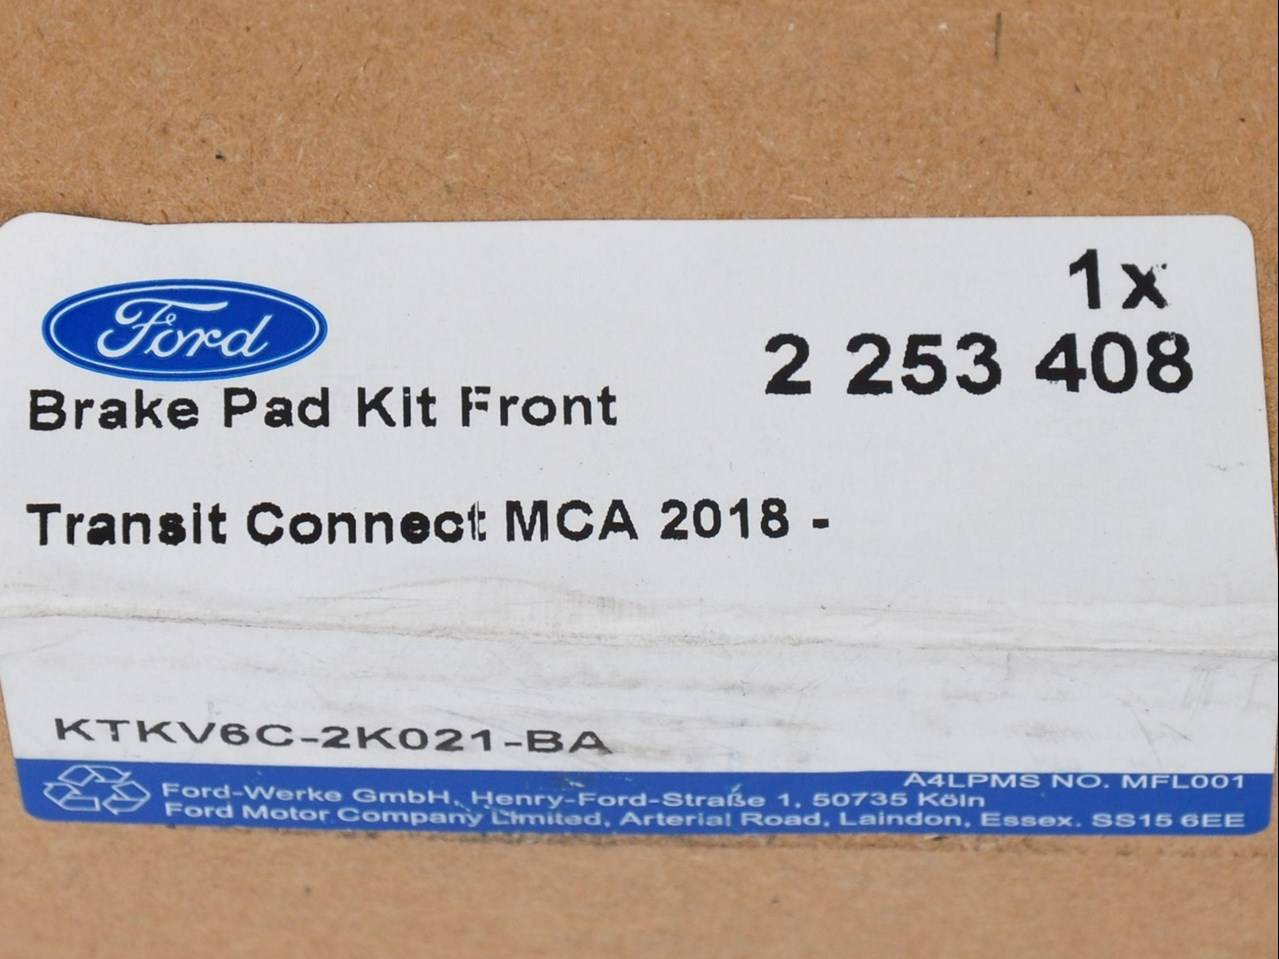 1x
Ford
2 253 408
Brake Pad Kit Front
Transit Connect MCA 2018 -
KTKV6C-2K021-BA
A4LPMS NO. MFL001
Ford-Werke GmbH, Henry-Ford-Straße 1, 50735 Köln
Ford Motor Company Limited, Arterial Road, Laindon, Essex. SS15 6EE